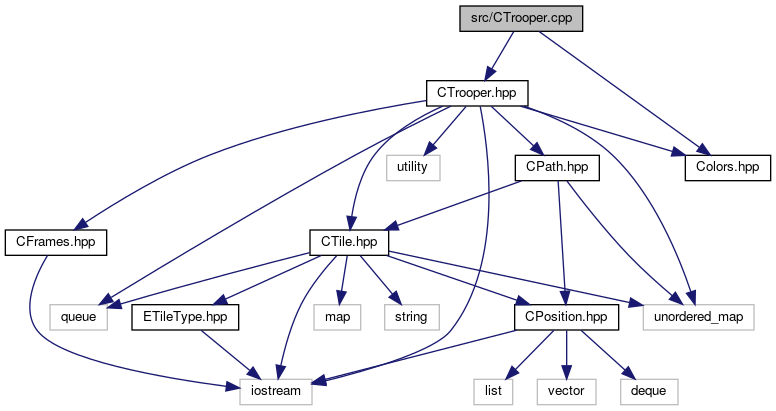 src/CTrooper.cpp
CTrooper.hpp
utility
CPath.hpp
Colors.hpp
CFrames.hpp
CTile.hpp
queue
ETileType.hpp
map
string
CPosition.hpp
unordered_map
iostream
list
vector
deque